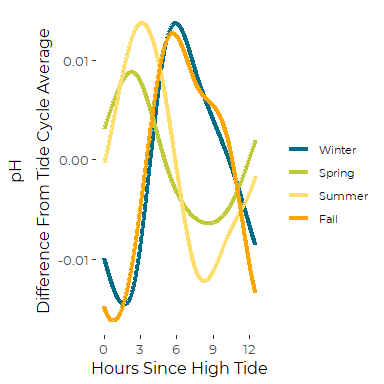 pH
Difference From Tide Cycle Average
0.01
0.00
-0.01
0
3
6
9
12
Hours Since High Tide
Winter
Spring
Summer
Fall